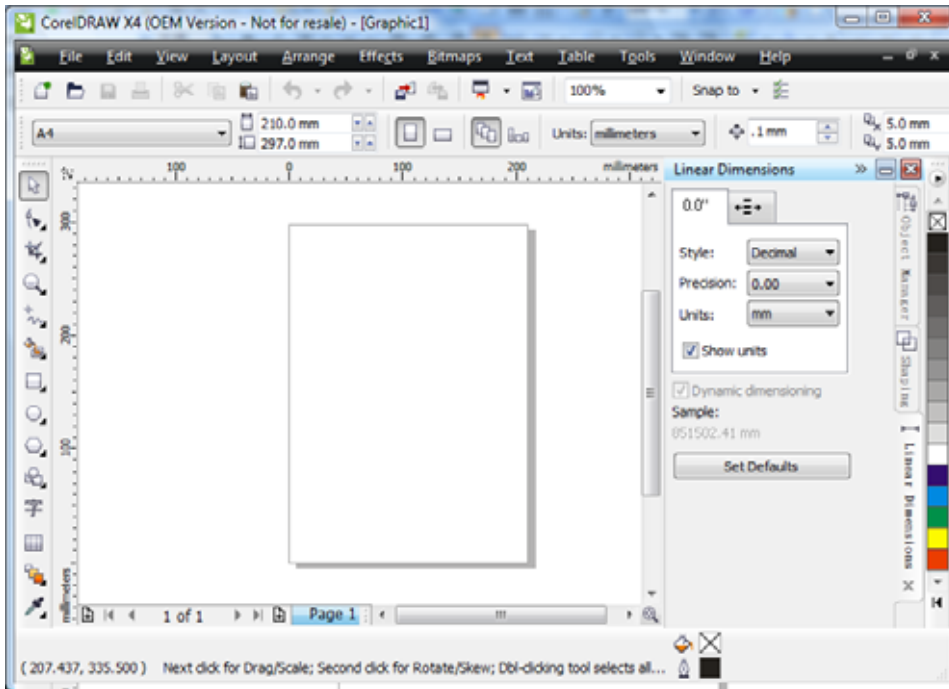 CorelDRAW X4 (OEM Version - Not for resale) - [Graphic1]
File Edit View Layout Arrange Effects Bitmaps Text Table Tools Window Help
100% Snap to
A4 210.0 mm 297.0 mm Units: millimeters .1 mm 5.0 mm 5.0 mm
100 0 100 200 millimeters
300
200
100
millimeters
Linear Dimensions
0.0"
Style: Decimal
Precision: 0.00
Units: mm
Show units
Dynamic dimensioning
Sample:
851502.41 mm
Set Defaults
Object Manager
Shaping
Linear Dimensions
字
1 of 1 Page 1
( 207.437, 335.500 ) Next click for Drag/Scale; Second click for Rotate/Skew; Dbl-clicking tool selects all...